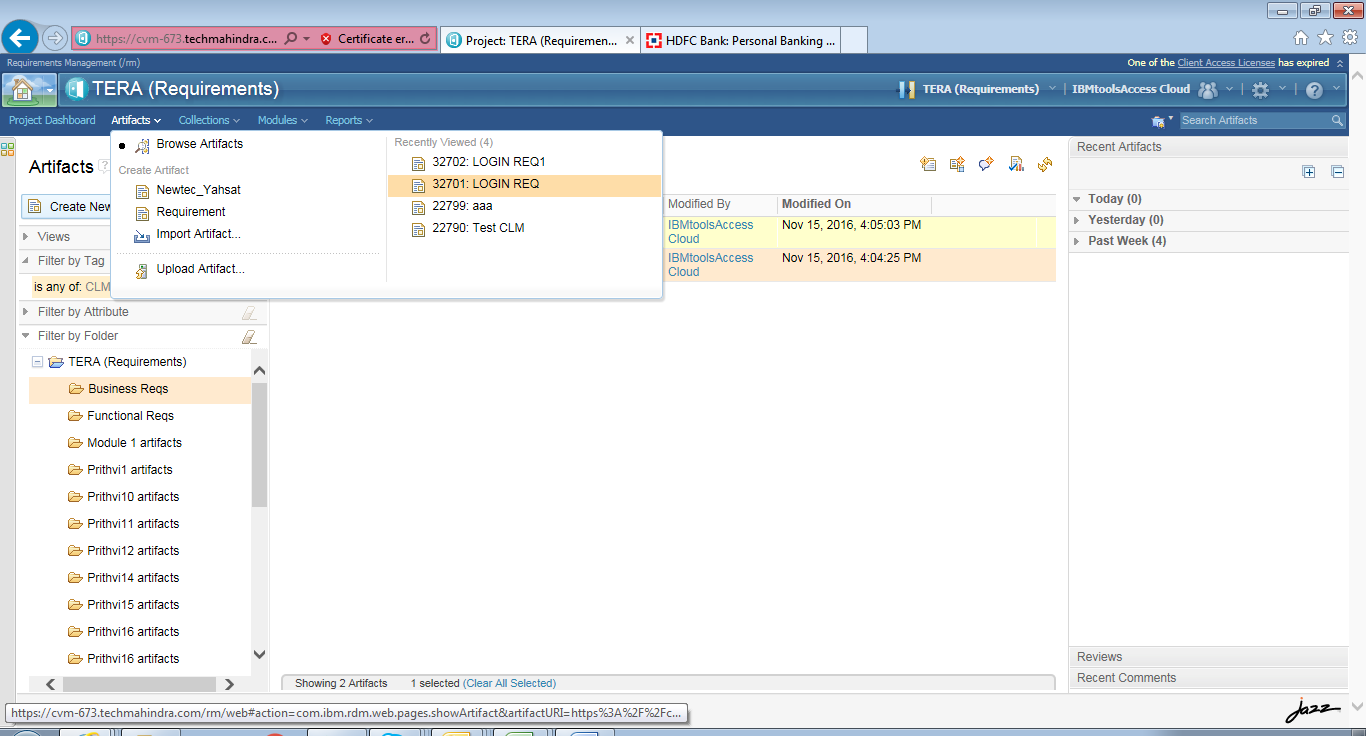 https://cvm-673.techmahindra.c... Certificate er... Project: TERA (Requiremen... HDFC Bank: Personal Banking ...
Requirements Management (/rm) One of the Client Access Licenses has expired
TERA (Requirements) TERA (Requirements) IBMtoolsAccess Cloud
Project Dashboard Artifacts Collections Modules Reports Search Artifacts
Browse Artifacts
Create Artifact
Newtec_Yahsat
Requirement
Import Artifact...
Upload Artifact...
Recently Viewed (4)
32702: LOGIN REQ1
32701: LOGIN REQ
22799: aaa
22790: Test CLM
Artifacts
Create New
Views
Filter by Tag
is any of: CLM
Filter by Attribute
Filter by Folder
TERA (Requirements)
Business Reqs
Functional Reqs
Module 1 artifacts
Prithvi1 artifacts
Prithvi10 artifacts
Prithvi11 artifacts
Prithvi12 artifacts
Prithvi14 artifacts
Prithvi15 artifacts
Prithvi16 artifacts
Prithvi16 artifacts
Modified By Modified On
IBMtoolsAccess Nov 15, 2016, 4:05:03 PM
Cloud
IBMtoolsAccess Nov 15, 2016, 4:04:25 PM
Cloud
Showing 2 Artifacts 1 selected (Clear All Selected)
Recent Artifacts
Today (0)
Yesterday (0)
Past Week (4)
Reviews
Recent Comments
https://cvm-673.techmahindra.com/rm/web#action=com.ibm.rdm.web.pages.showArtifact&artifactURI=https%3A%2F%2Fc...
jazz